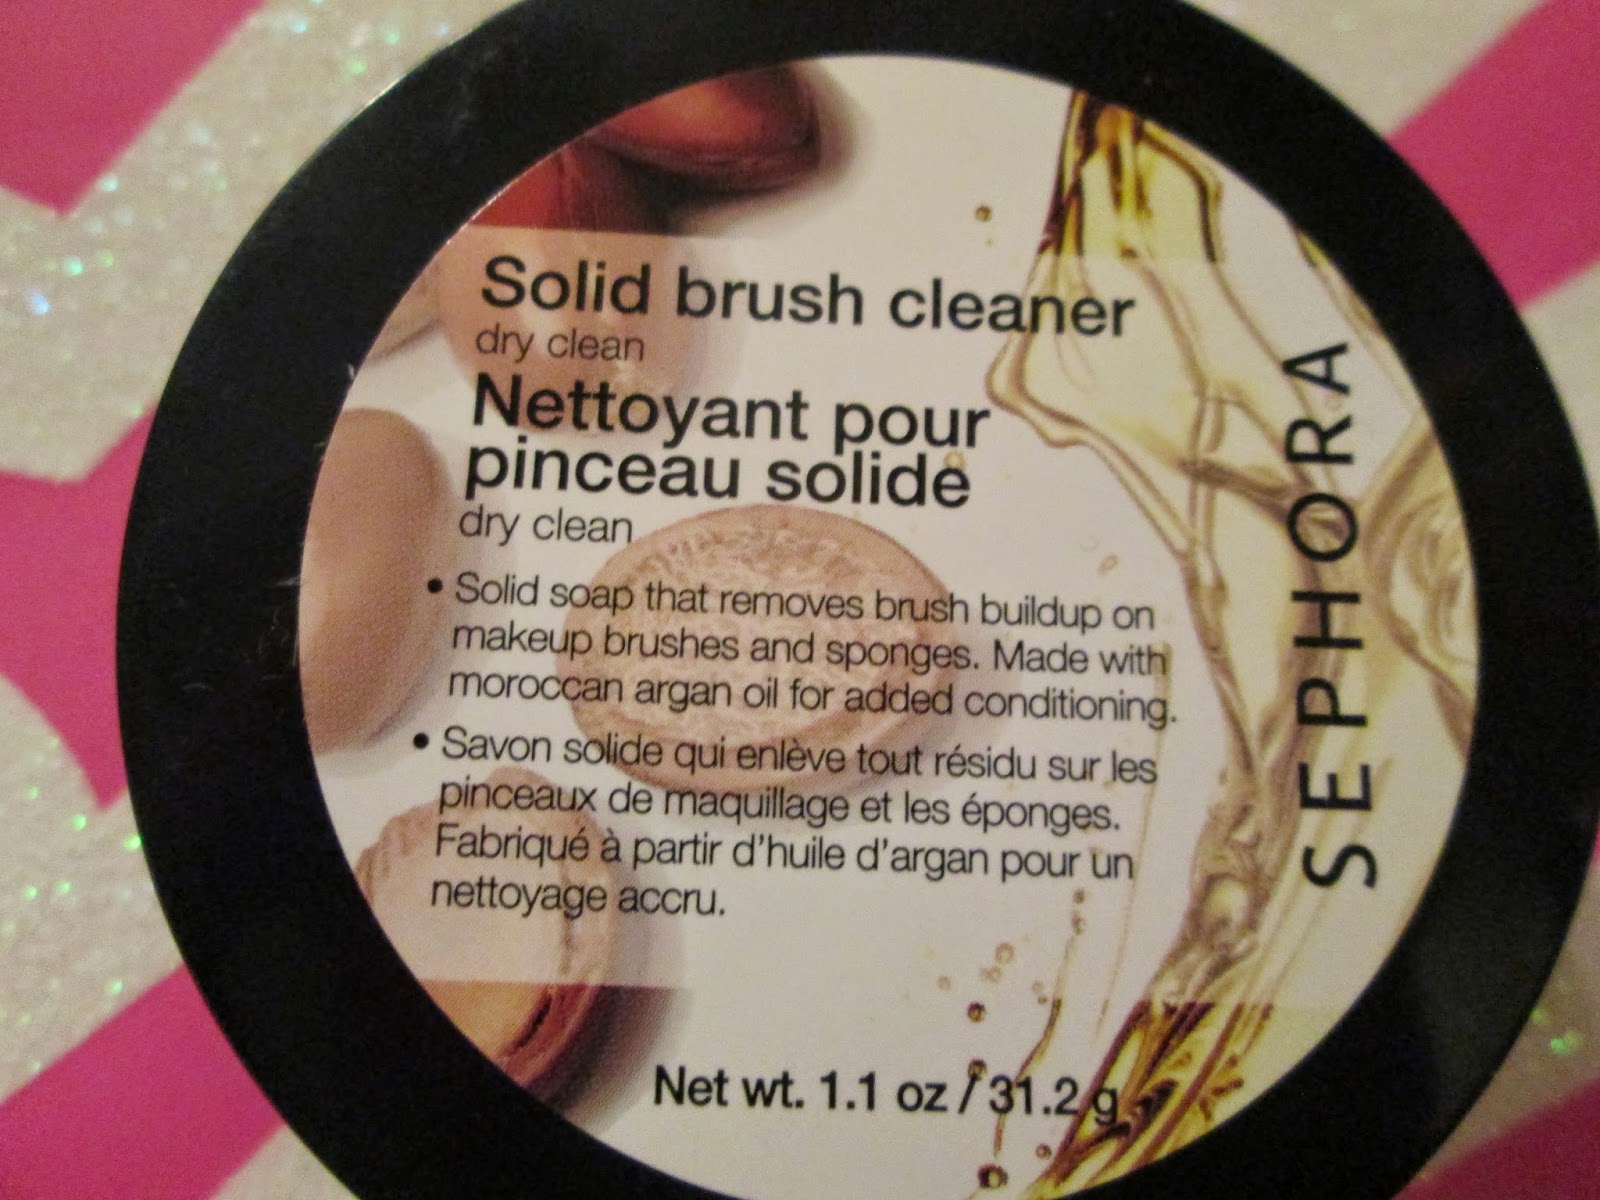 Solid brush cleaner
dry clean
Nettoyant pour
pinceau solide
dry clean
• Solid soap that removes brush buildup on
makeup brushes and sponges. Made with
moroccan argan oil for added conditioning.
• Savon solide qui enlève tout résidu sur les
pinceaux de maquillage et les éponges.
Fabriqué à partir d'huile d'argan pour un
nettoyage accru.
Net wt. 1.1 oz / 31.2 g
SEPHORA